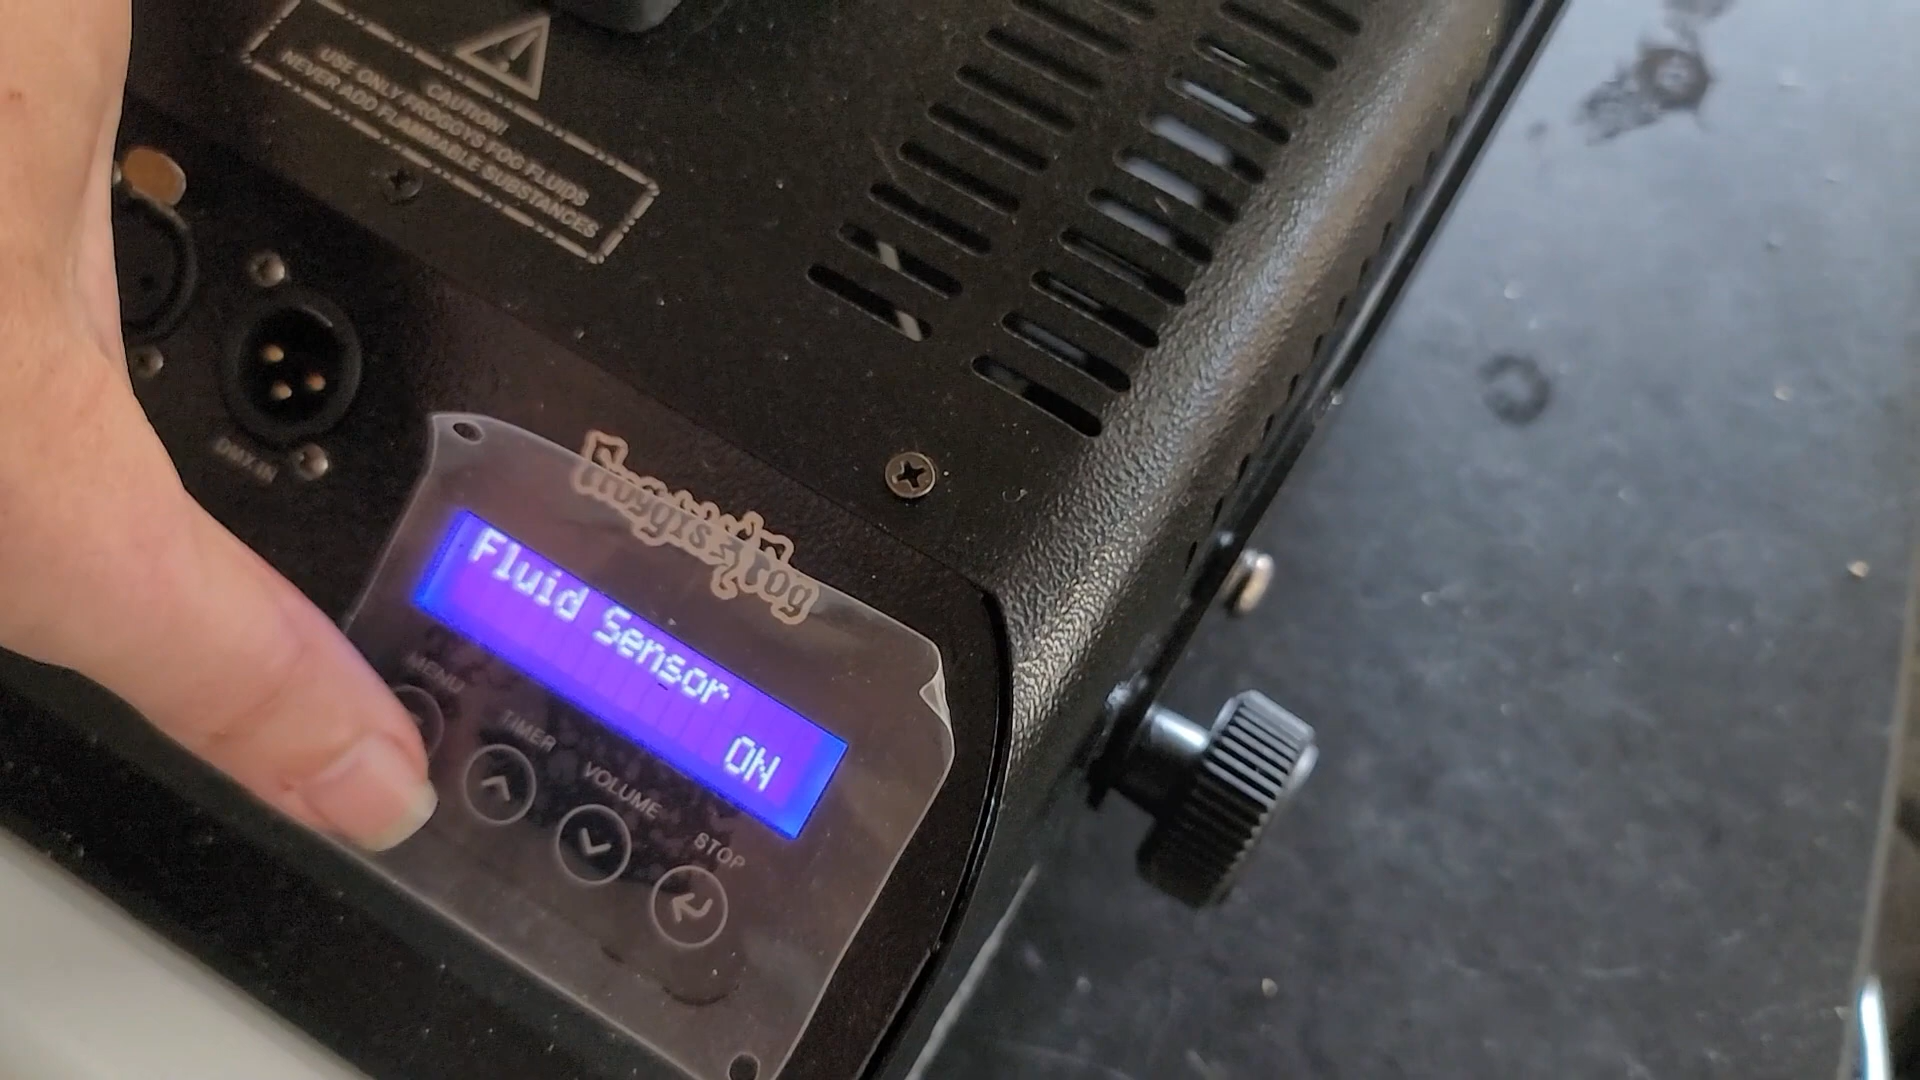 CAUTION!
USE ONLY FROGGYS FOG FLUIDS
NEVER ADD FLAMMABLE SUBSTANCES
DMX IN
Froggys Fog
Fluid Sensor
ON
MENU
TIMER
VOLUME
STOP